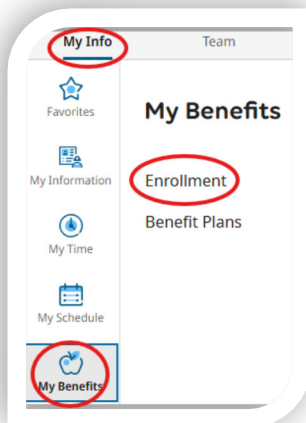 My Info
Team
Favorites
My Information
My Time
My Schedule
My Benefits
My Benefits
Enrollment
Benefit Plans